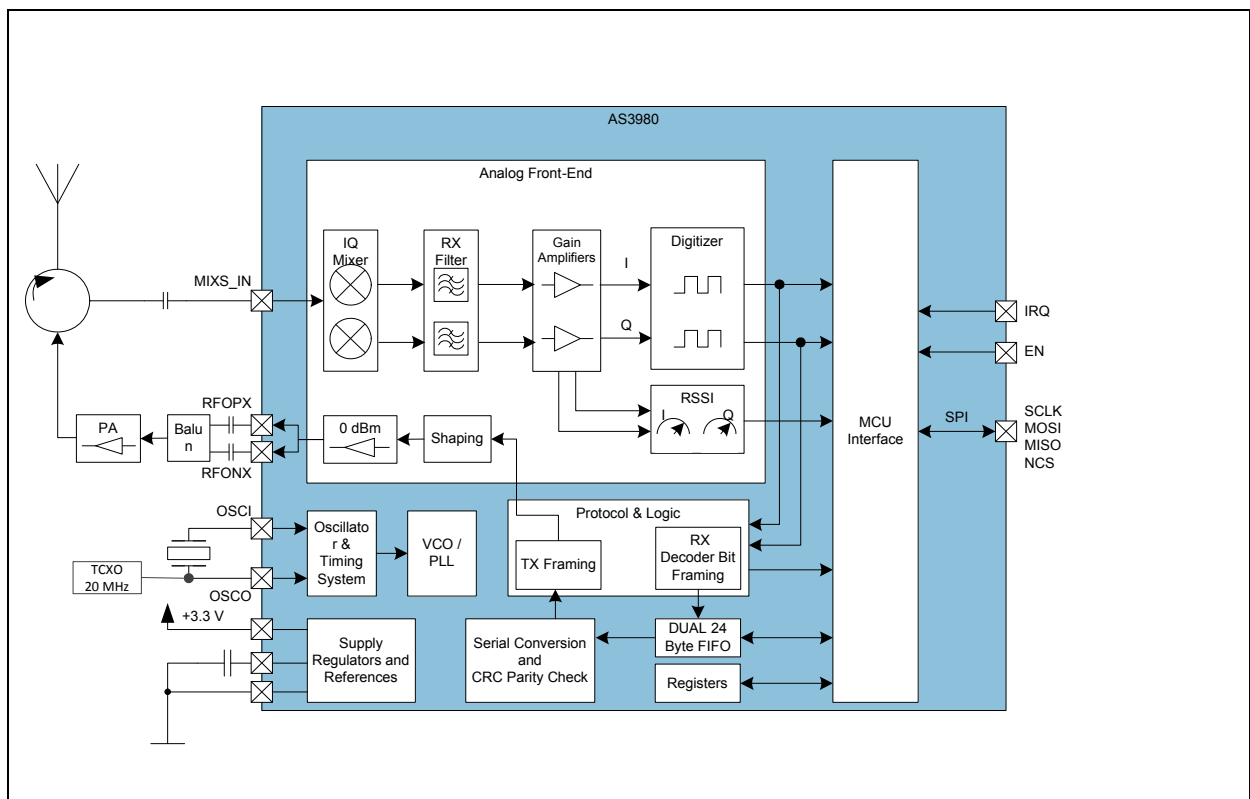 AS3980
Analog Front-End
IQ
Mixer
RX
Filter
Gain
Amplifiers
I
Q
Digitizer
MIXS_IN
IRQ
EN
RSSI
I
Q
MCU
Interface
SPI
SCLK
MOSI
MISO
NCS
RFOPX
RFONX
PA
Balu
n
0 dBm
Shaping
OSCI
OSCO
TCXO
20 MHz
Oscillato
r &
Timing
System
VCO /
PLL
Protocol & Logic
TX Framing
RX
Decoder Bit
Framing
+3.3 V
Supply
Regulators and
References
Serial Conversion
and
CRC Parity Check
DUAL 24
Byte FIFO
Registers